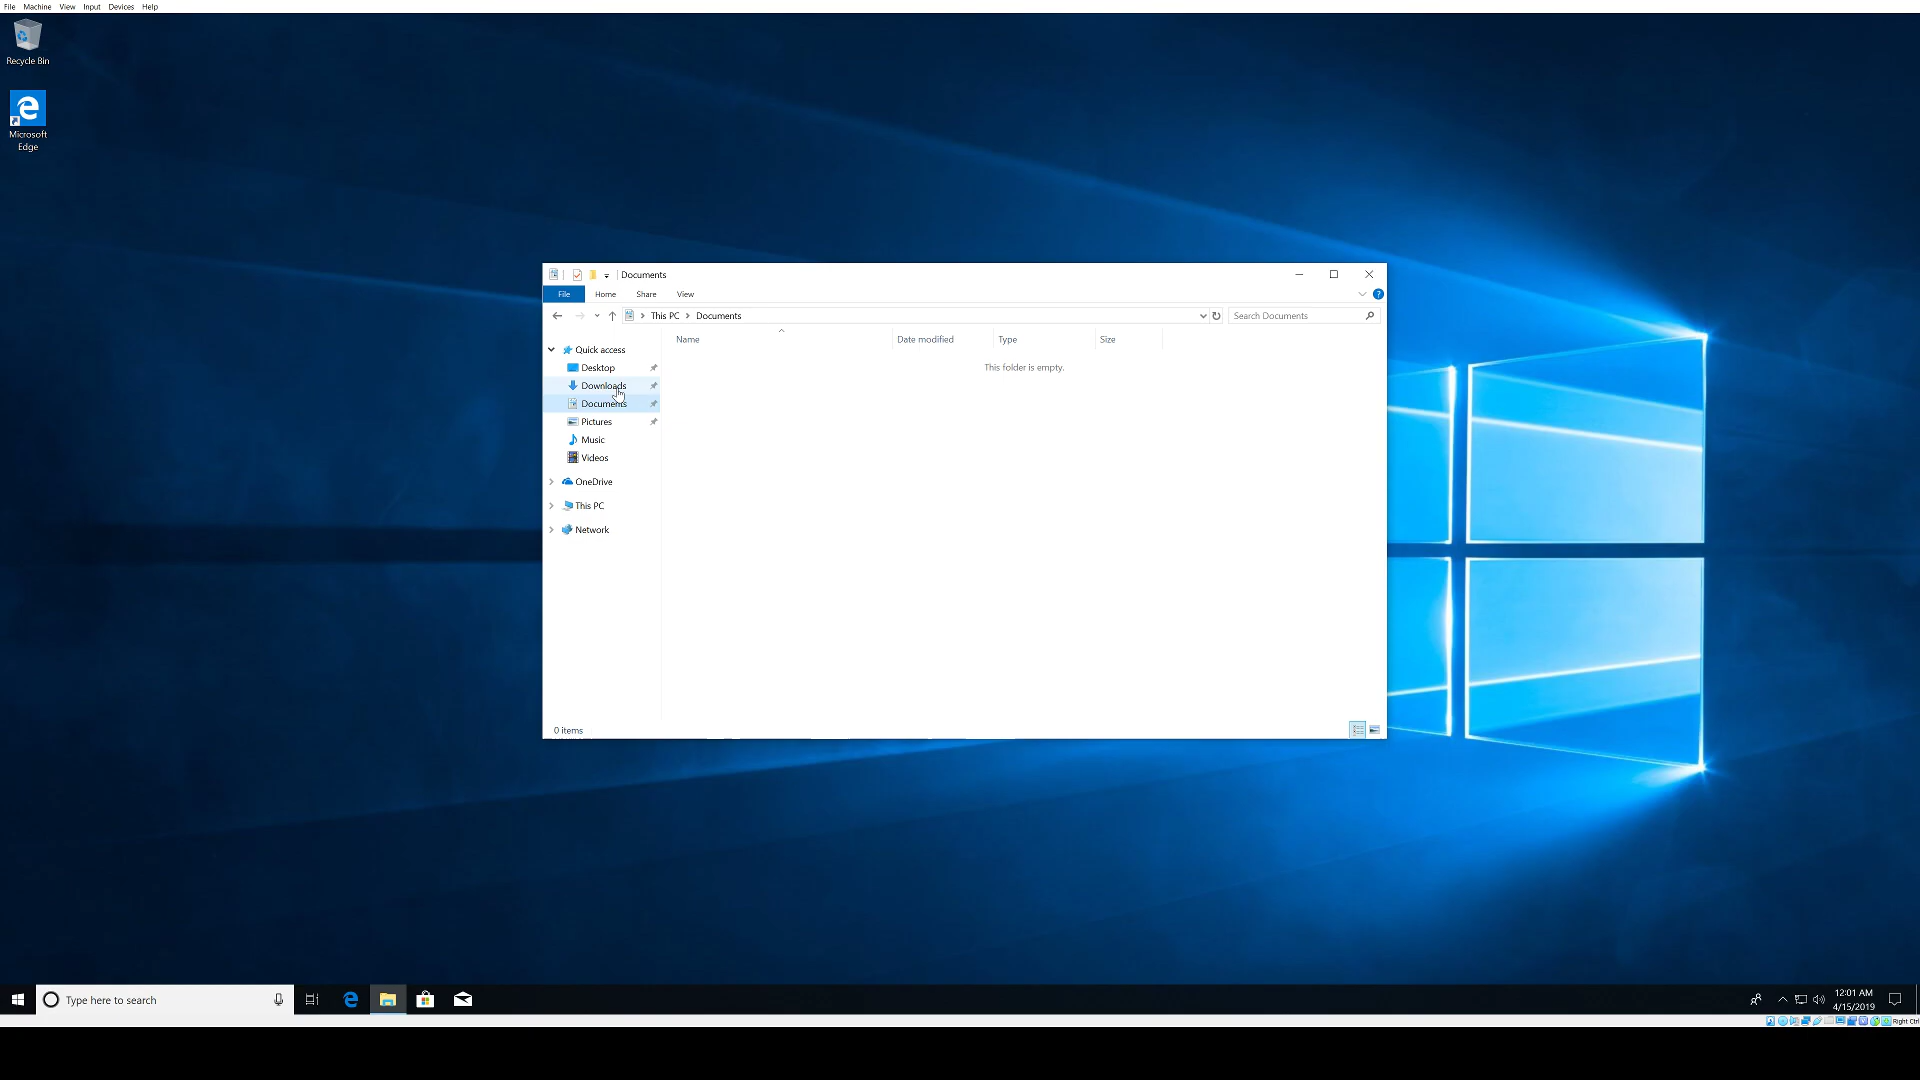 File Machine View Input Devices Help
Recycle Bin
Microsoft
Edge
Documents
File Home Share View
This PC Documents
Search Documents
Name Date modified Type Size
This folder is empty.
Quick access
Desktop
Downloads
Documents
Pictures
Music
Videos
OneDrive
This PC
Network
0 items
Type here to search
12:01 AM
4/15/2019
Right Ctrl